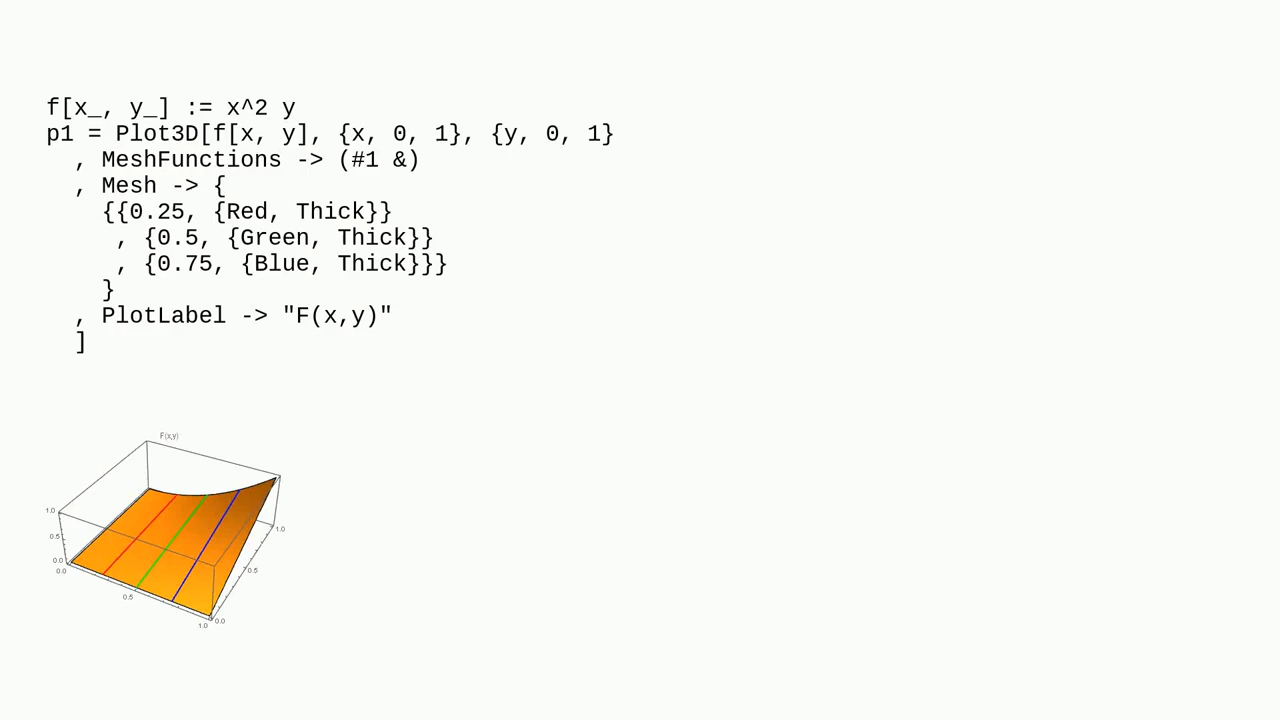 f[x_, y_] := x^2 y
p1 = Plot3D[f[x, y], {x, 0, 1}, {y, 0, 1}
, MeshFunctions -> (#1 &)
, Mesh -> {
{{0.25, {Red, Thick}}
, {0.5, {Green, Thick}}
, {0.75, {Blue, Thick}}}
}
, PlotLabel -> "F(x,y)"
]
F(x,y)
1.0
0.5
0.0
0.0
0.5
1.0
0.0
0.5
1.0